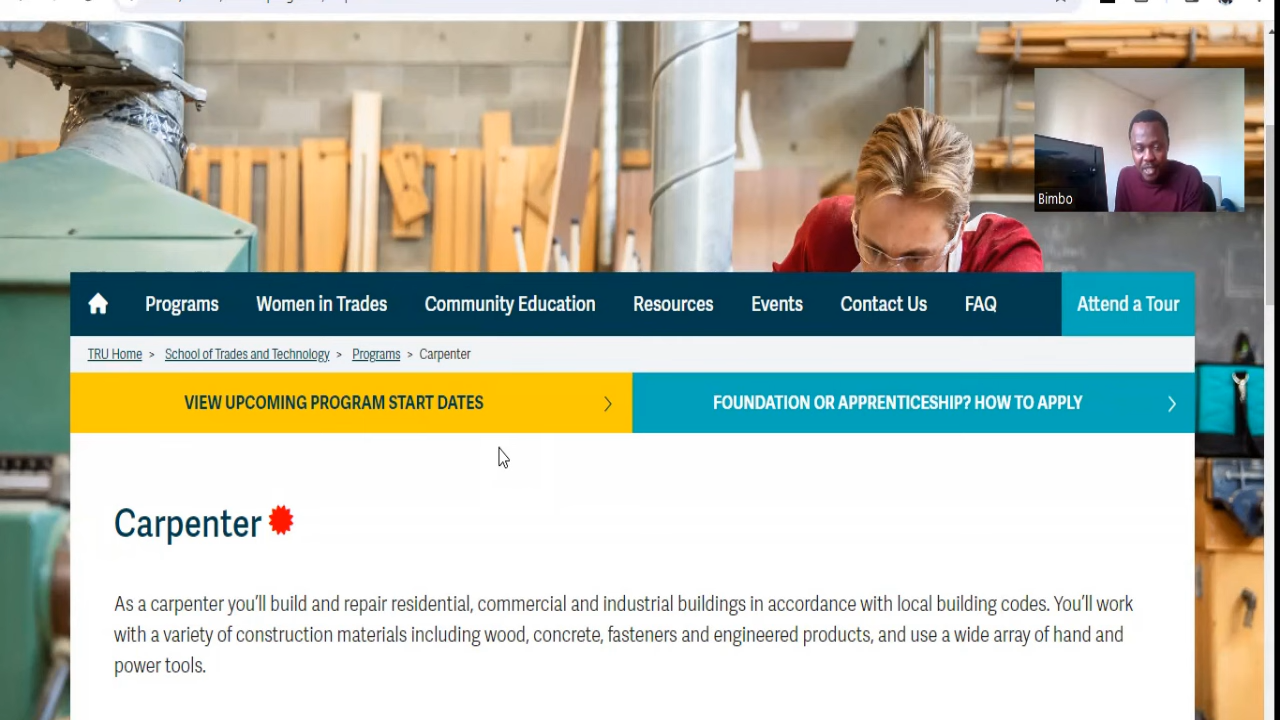 Bimbo
Programs Women in Trades Community Education Resources Events Contact Us FAQ Attend a Tour
TRU Home > School of Trades and Technology > Programs > Carpenter
VIEW UPCOMING PROGRAM START DATES FOUNDATION OR APPRENTICESHIP? HOW TO APPLY
Carpenter
As a carpenter you'll build and repair residential, commercial and industrial buildings in accordance with local building codes. You'll work
with a variety of construction materials including wood, concrete, fasteners and engineered products, and use a wide array of hand and
power tools.